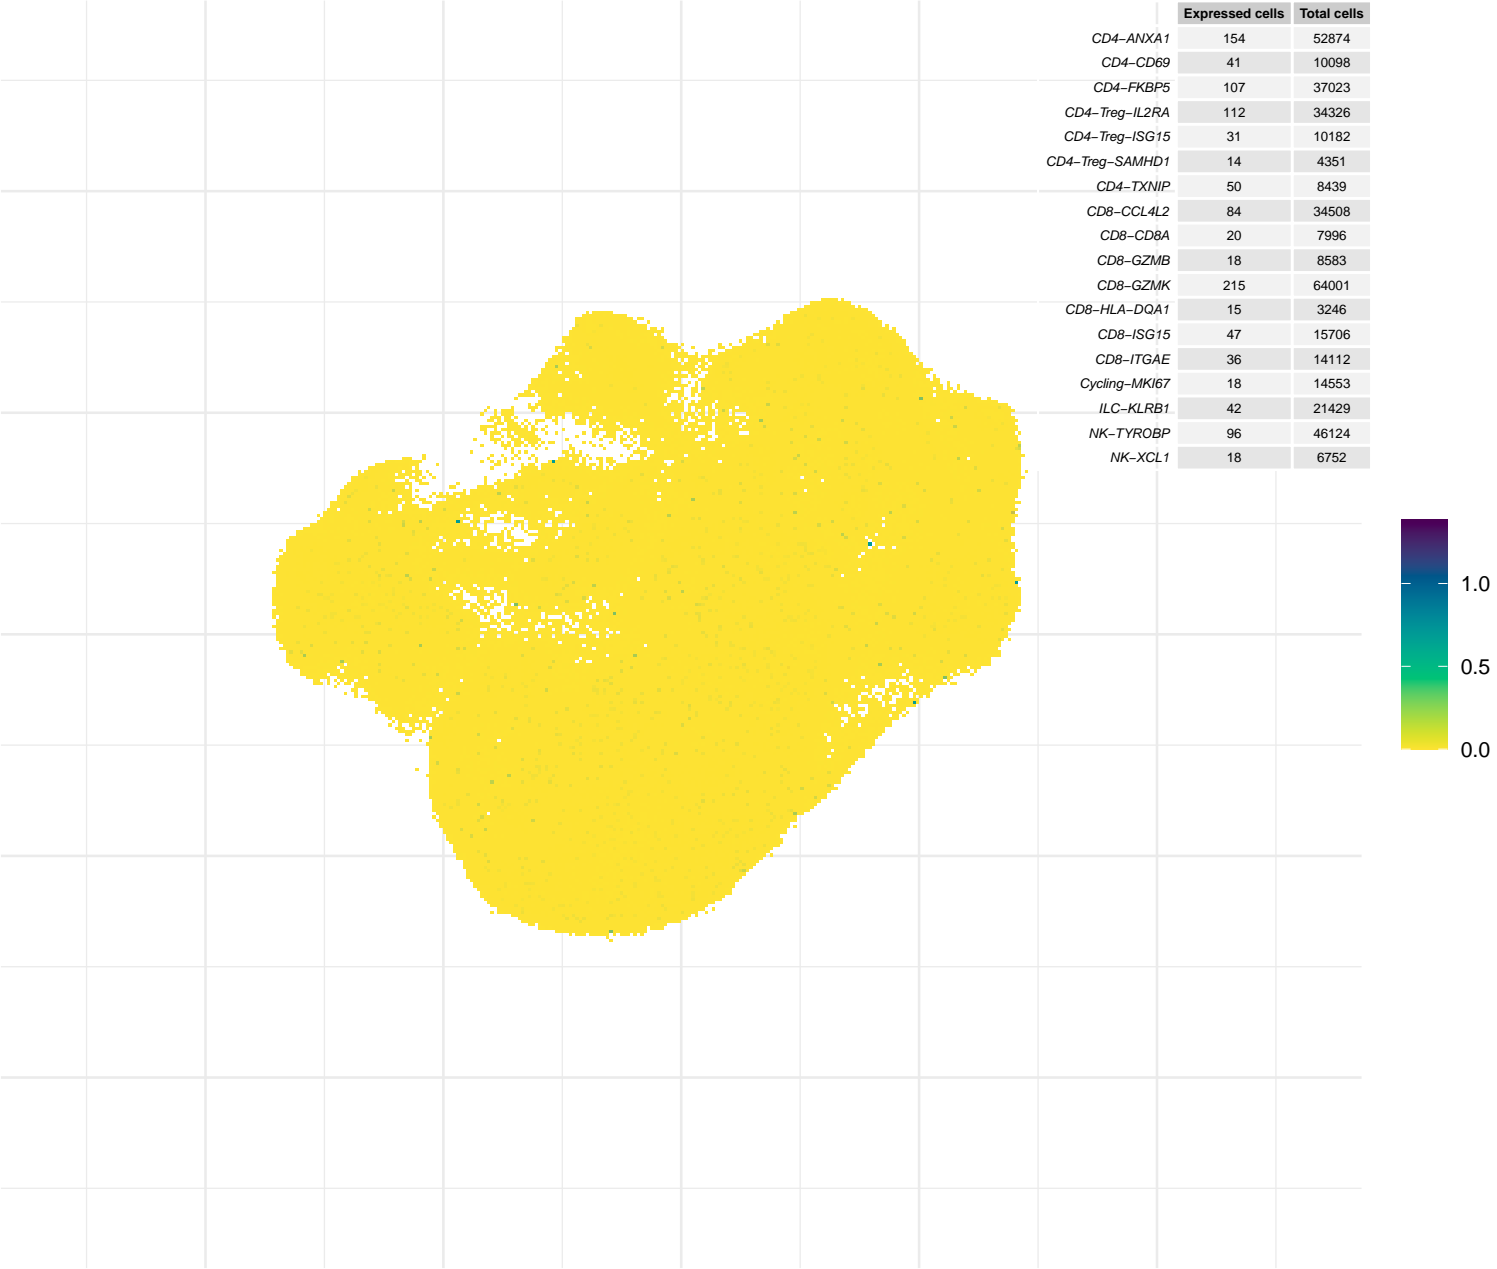 Expressed cells Total cells
CD4−ANXA1 154 52874
CD4−CD69 41 10098
CD4−FKBP5 107 37023
CD4−Treg−IL2RA 112 34326
CD4−Treg−ISG15 31 10182
CD4−Treg−SAMHD1 14 4351
CD4−TXNIP 50 8439
CD8−CCL4L2 84 34508
CD8−CD8A 20 7996
CD8−GZMB 18 8583
CD8−GZMK 215 64001
CD8−HLA−DQA1 15 3246
CD8−ISG15 47 15706
CD8−ITGAE 36 14112
Cycling−MKI67 18 14553
ILC−KLRB1 42 21429
NK−TYROBP 96 46124
NK−XCL1 18 6752
1.0
0.5
0.0